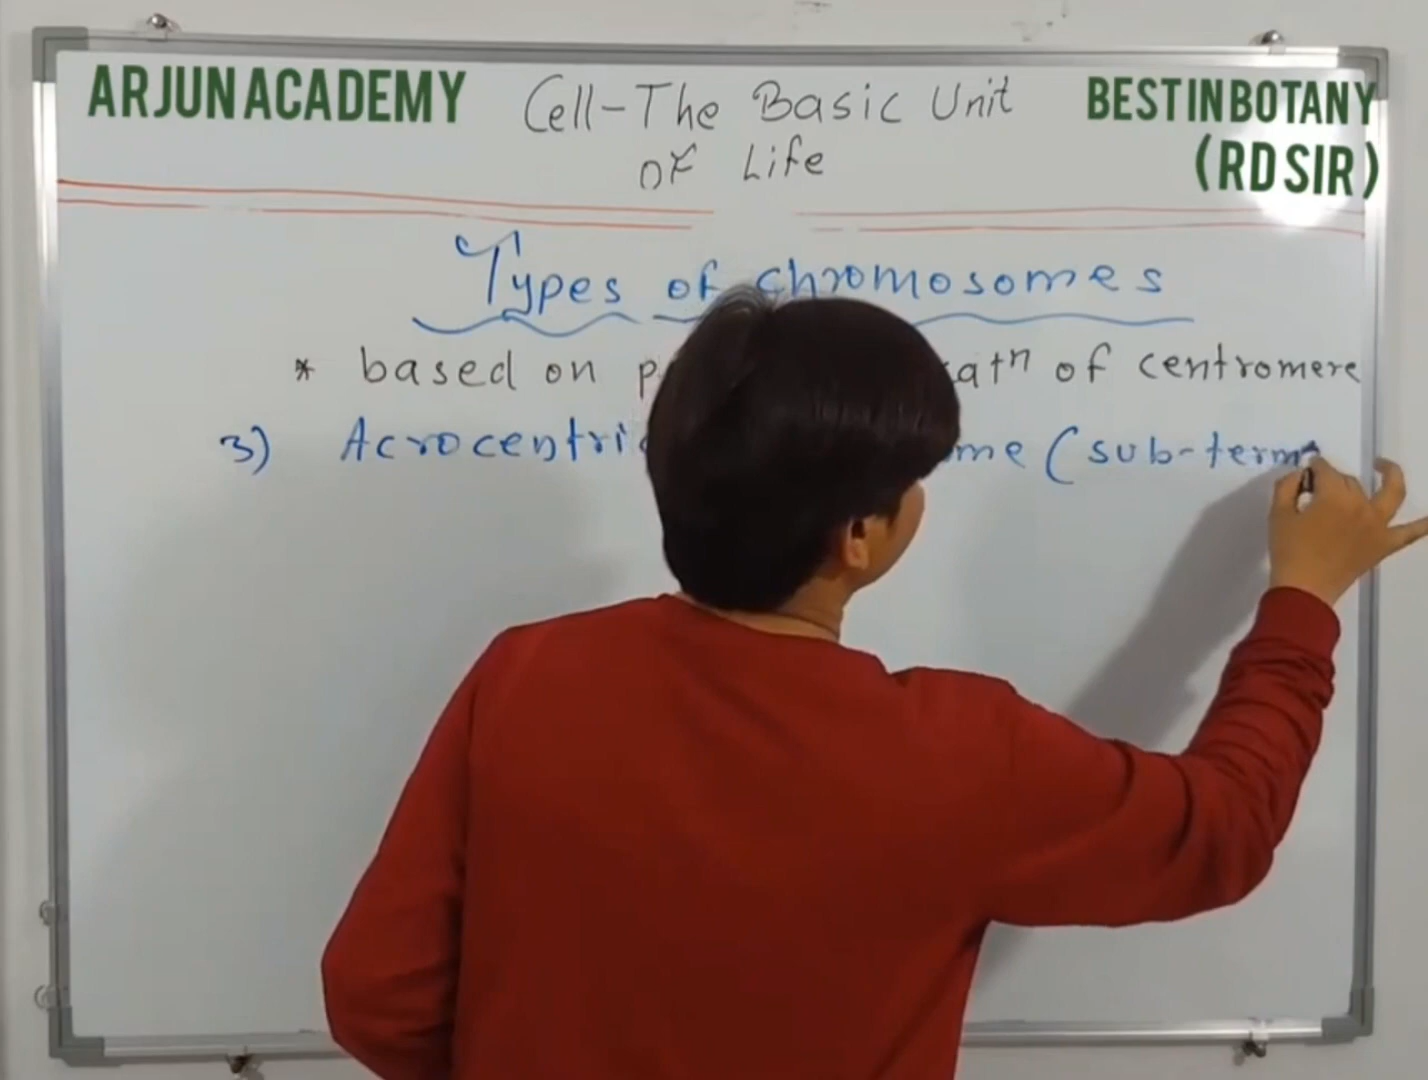 ARJUN ACADEMY
Cell-The Basic Unit
of Life
BEST IN BOTANY
(RD SIR)
Types of chromosomes
* based on of centromere
3) Acrocentric (sub-term